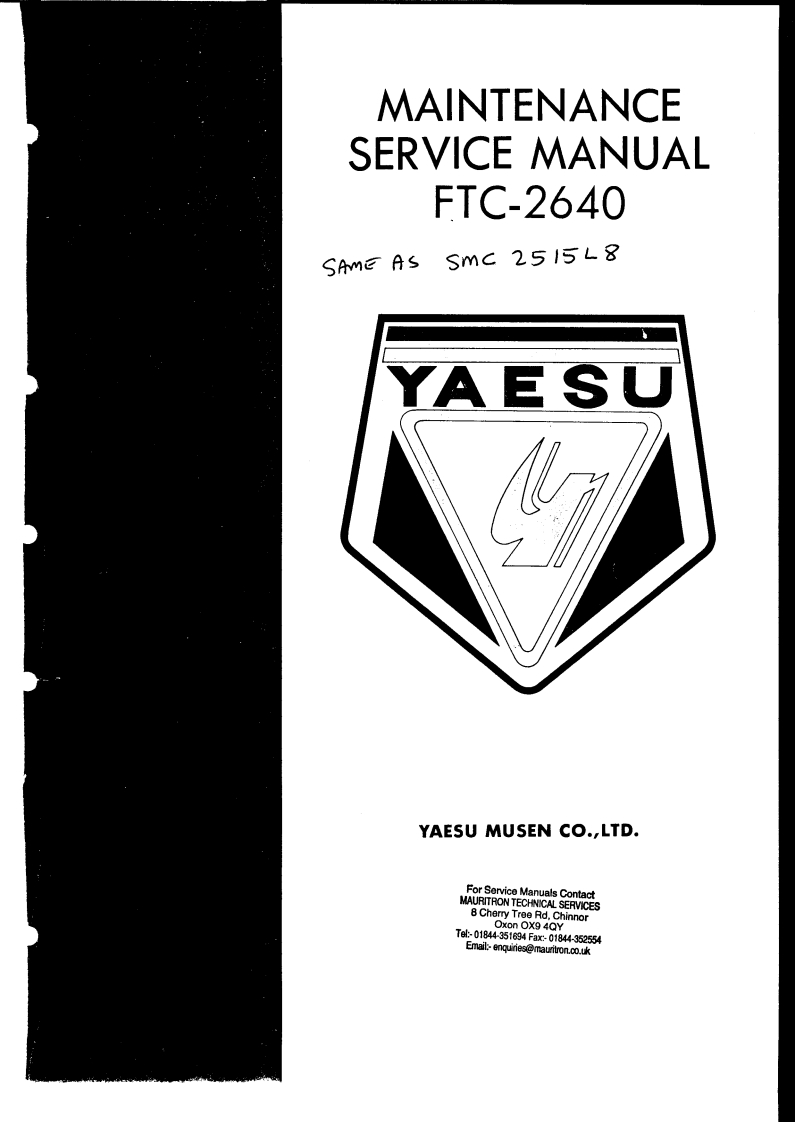 MAINTENANCE
SERVICE MANUAL
FTC-2640
SAME AS SMC 2515L8
YAESU
YAESU MUSEN CO.,LTD.
For Service Manuals Contact
MAURITRON TECHNICAL SERVICES
8 Cherry Tree Rd, Chinnor
Oxon OX9 4QY
Tel:- 01844-351694 Fax:- 01844-352554
Email:- enquiries@mauritron.co.uk